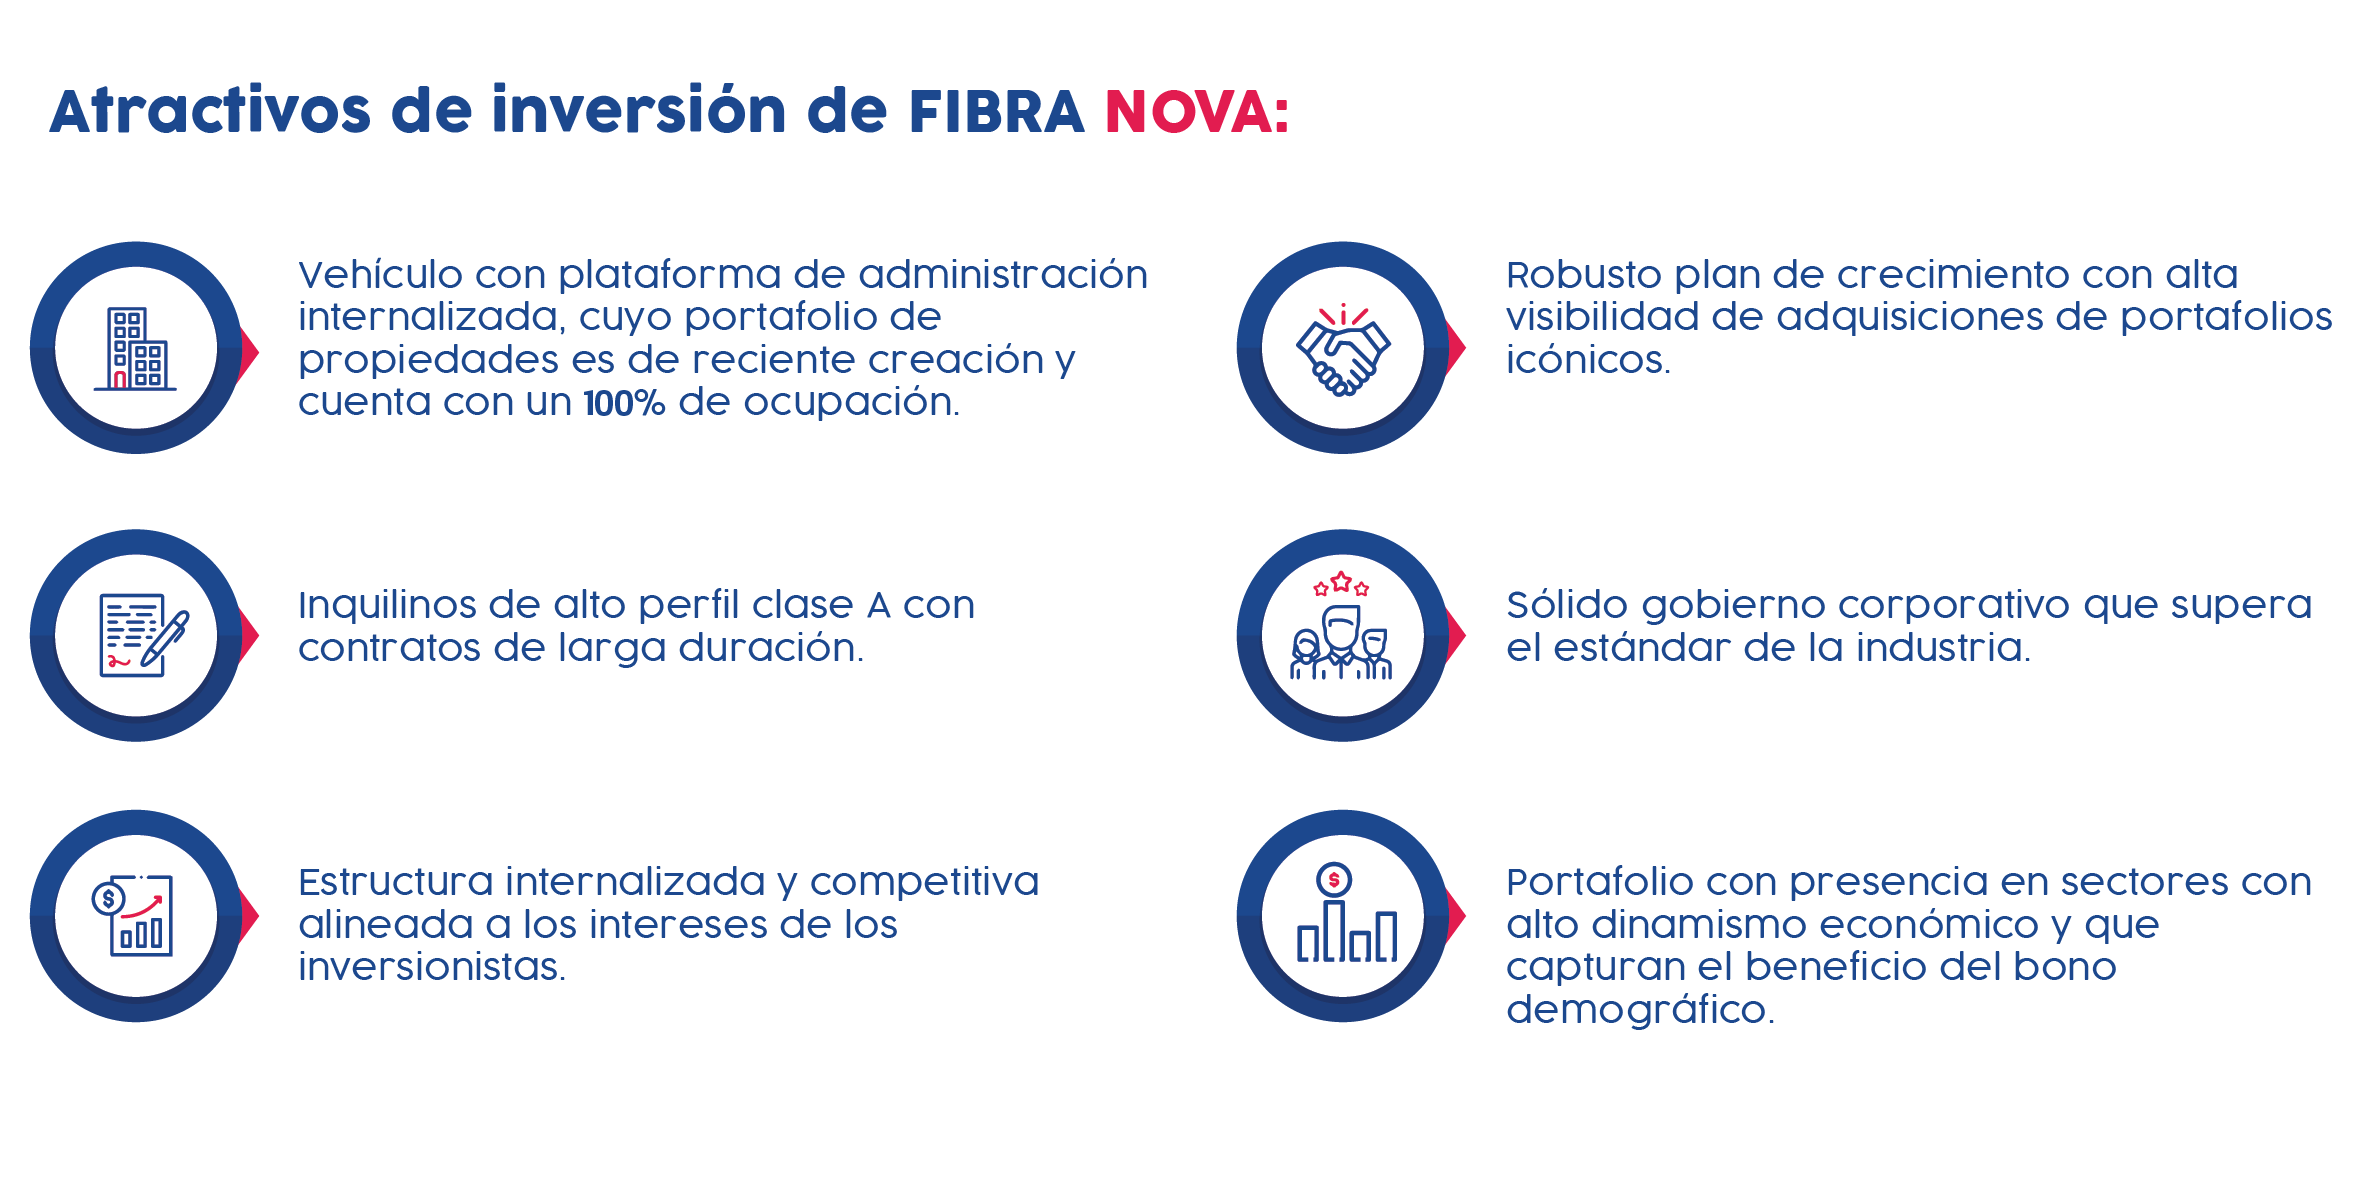 Atractivos de inversión de FIBRA NOVA:
Vehículo con plataforma de administración
internalizada, cuyo portafolio de
propiedades es de reciente creación y
cuenta con un 100% de ocupación.
Inquilinos de alto perfil clase A con
contratos de larga duración.
$
Estructura internalizada y competitiva
alineada a los intereses de los
inversionistas.
Robusto plan de crecimiento con alta
visibilidad de adquisiciones de portafolios
icónicos.
Sólido gobierno corporativo que supera
el estándar de la industria.
$
Portafolio con presencia en sectores con
alto dinamismo económico y que
capturan el beneficio del bono
demográfico.